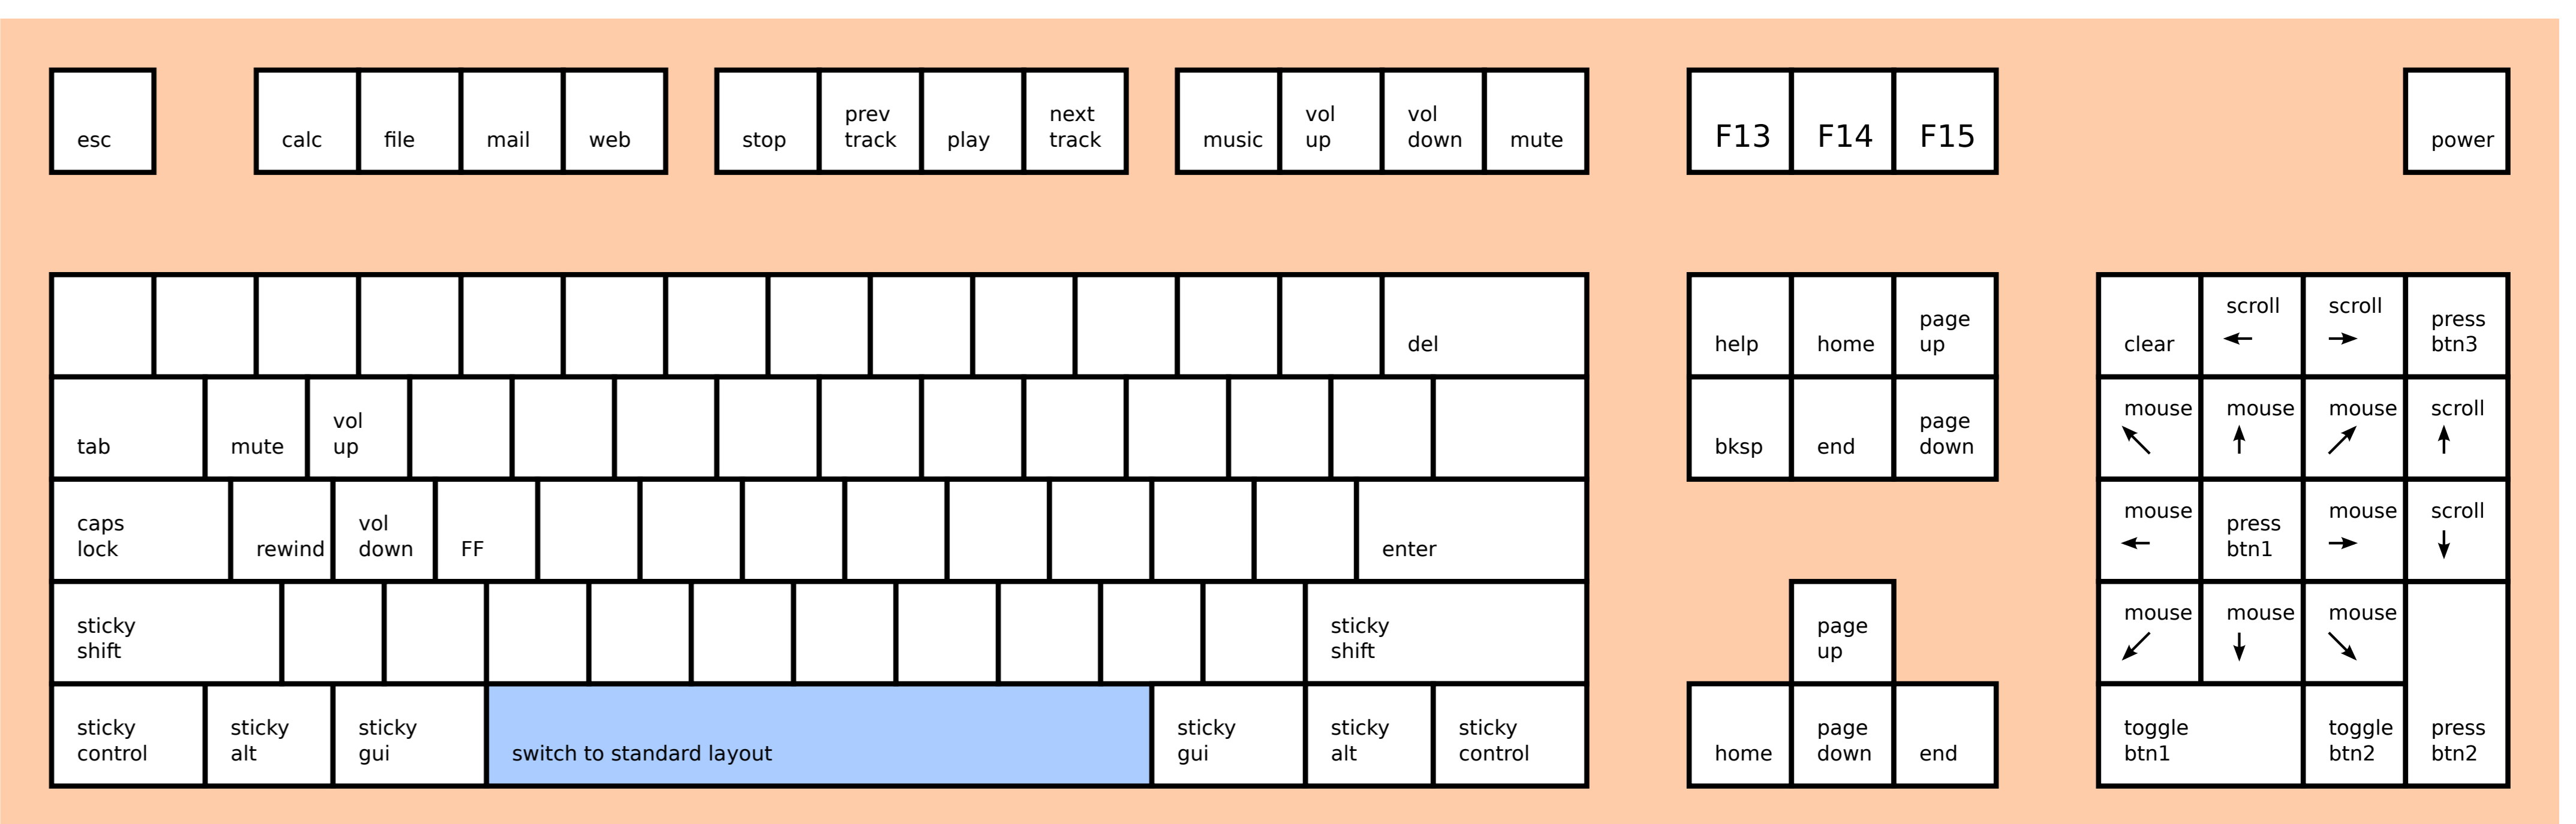 esc
calc
file
mail
web
stop
prev
track
play
next
track
music
vol
up
vol
down
mute
F13
F14
F15
power
del
help
home
page
up
clear
scroll
←
scroll
→
press
btn3
tab
mute
vol
up
bksp
end
page
down
mouse
↖
mouse
↑
mouse
↗
scroll
↑
caps
lock
rewind
vol
down
FF
enter
mouse
←
press
btn1
mouse
→
scroll
↓
sticky
shift
sticky
shift
page
up
mouse
↙
mouse
↓
mouse
↘
sticky
control
sticky
alt
sticky
gui
switch to standard layout
sticky
gui
sticky
alt
sticky
control
home
page
down
end
toggle
btn1
toggle
btn2
press
btn2